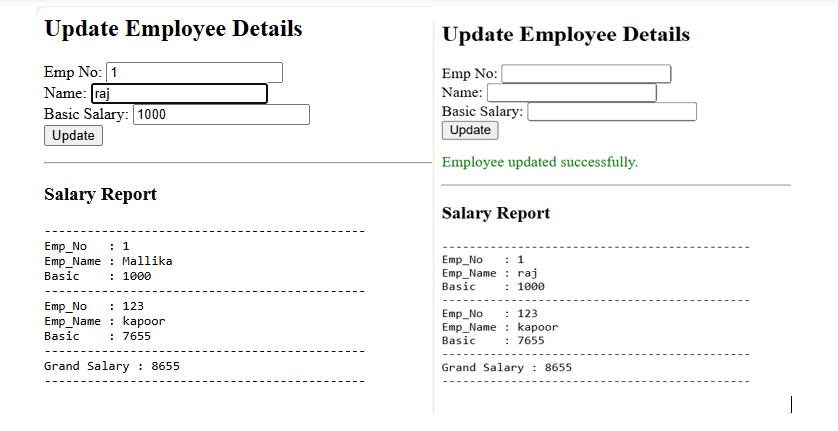 Update Employee Details
Emp No: 1
Name: raj
Basic Salary: 1000
Update
Salary Report
---------------------------------------------
Emp_No   : 1
Emp_Name : Mallika
Basic    : 1000
---------------------------------------------
Emp_No   : 123
Emp_Name : kapoor
Basic    : 7655
---------------------------------------------
Grand Salary : 8655
---------------------------------------------
Update Employee Details
Emp No:
Name:
Basic Salary:
Update
Employee updated successfully.
Salary Report
---------------------------------------------
Emp_No   : 1
Emp_Name : raj
Basic    : 1000
---------------------------------------------
Emp_No   : 123
Emp_Name : kapoor
Basic    : 7655
---------------------------------------------
Grand Salary : 8655
---------------------------------------------